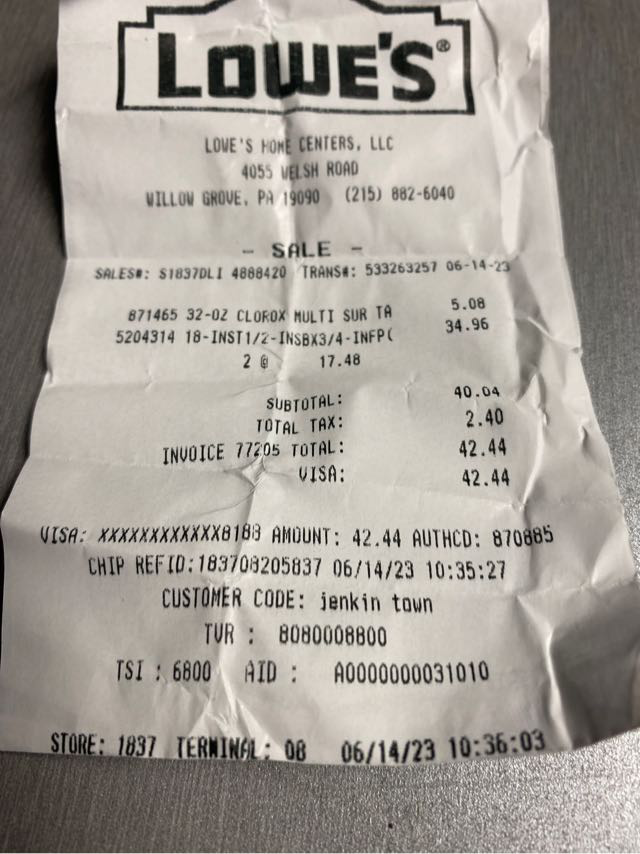 LOWE'S®
LOWE'S HOME CENTERS, LLC
4055 WELSH ROAD
WILLOW GROVE, PA 19090 (215) 882-6040
- SALE -
SALES#: S1837DLI 4888420 TRANS#: 533263257 06-14-23
871465 32-OZ CLOROX MULTI SUR TA 5.08
5204314 18-INST1/2-INSBX3/4-INFP( 34.96
2 @ 17.48
SUBTOTAL: 40.04
TOTAL TAX: 2.40
INVOICE 77205 TOTAL: 42.44
VISA: 42.44
VISA: XXXXXXXXXXXX8188 AMOUNT: 42.44 AUTHCD: 870885
CHIP REFID:183708205837 06/14/23 10:35:27
CUSTOMER CODE: jenkin town
TVR : 8080008800
TSI : 6800 AID : A0000000031010
STORE: 1837 TERMINAL: 08 06/14/23 10:36:03